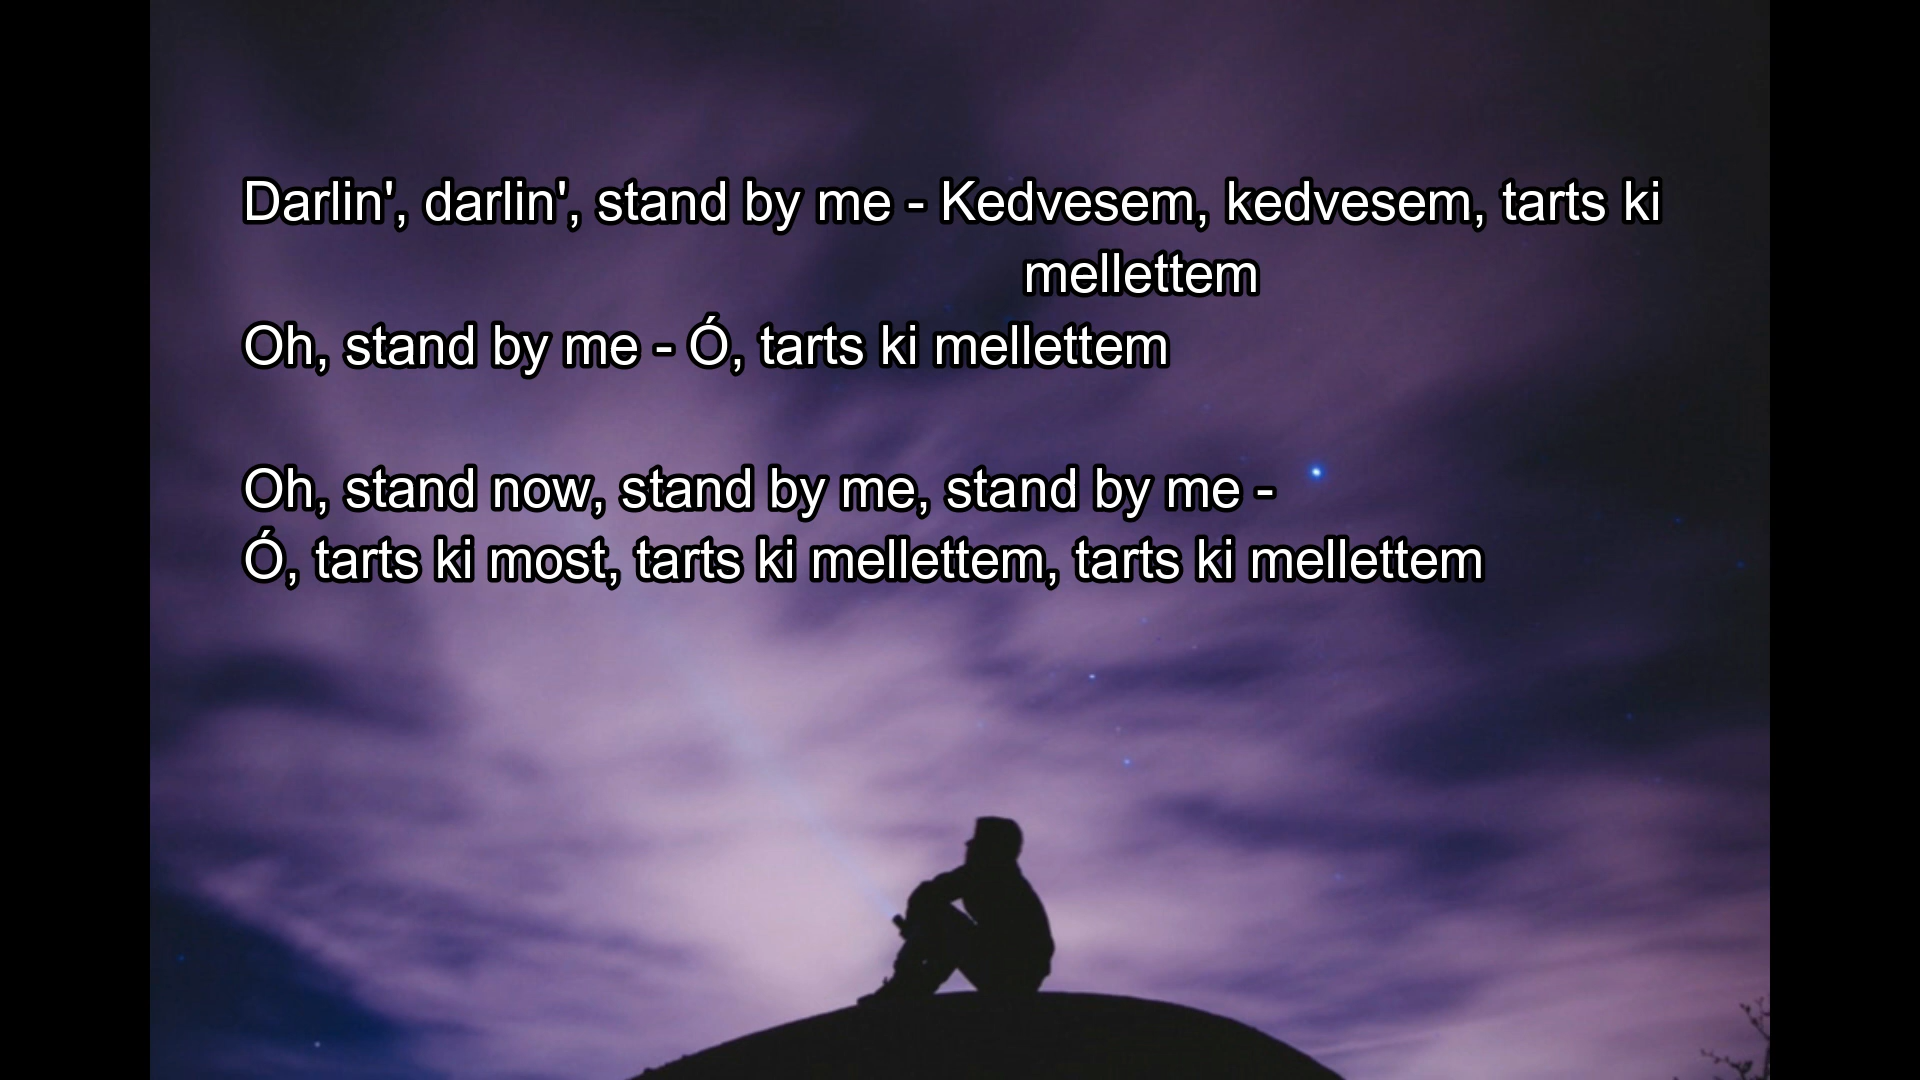 Darlin', darlin', stand by me - Kedvesem, kedvesem, tarts ki
mellettem
Oh, stand by me - Ó, tarts ki mellettem
Oh, stand now, stand by me, stand by me -
Ó, tarts ki most, tarts ki mellettem, tarts ki mellettem